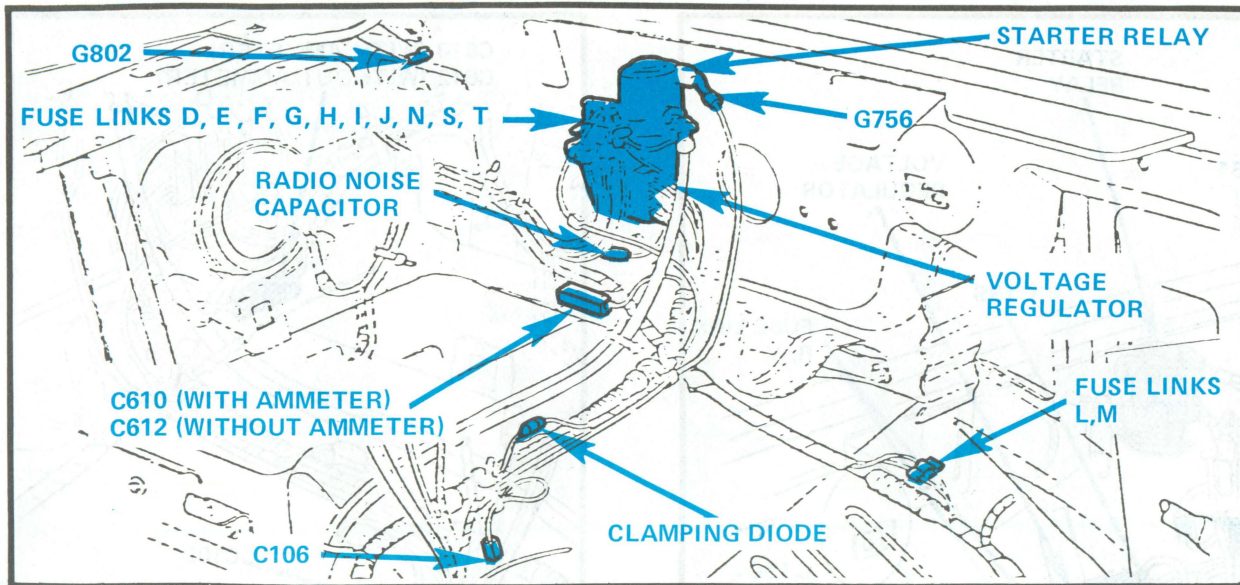 G802
STARTER RELAY
FUSE LINKS D, E, F, G, H, I, J, N, S, T
G756
RADIO NOISE
CAPACITOR
VOLTAGE
REGULATOR
C610 (WITH AMMETER)
C612 (WITHOUT AMMETER)
FUSE LINKS
L,M
CLAMPING DIODE
C106